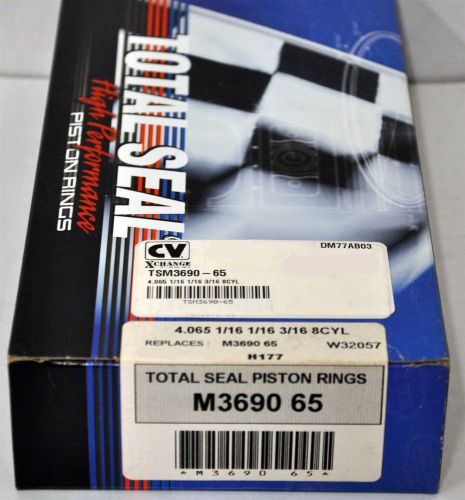 TOTAL SEAL
High Performance
PISTON RINGS
CV
XCHANGE
DM77AB03
TSM3690-65
4.065 1/16 1/16 3/16 8CYL
TSM3690-65
4.065 1/16 1/16 3/16 8CYL
REPLACES : M3690 65 W32057
H177
TOTAL SEAL PISTON RINGS
M3690 65
*M3690 65*